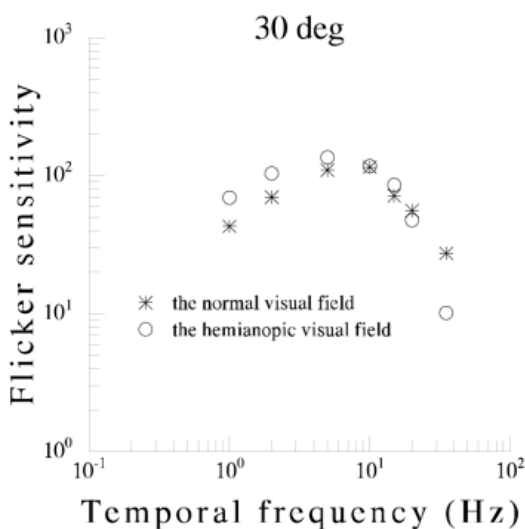 30 deg
10³
10²
10¹
10⁰
Flicker sensitivity
the normal visual field
the hemianopic visual field
10⁻¹
10⁰
10¹
10²
Temporal frequency (Hz)